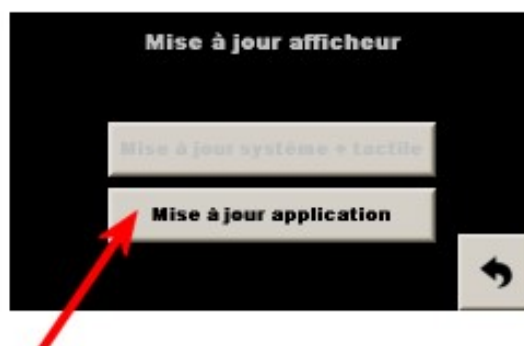 Mise à jour afficheur
Mise à jour système + tactile
Mise à jour application